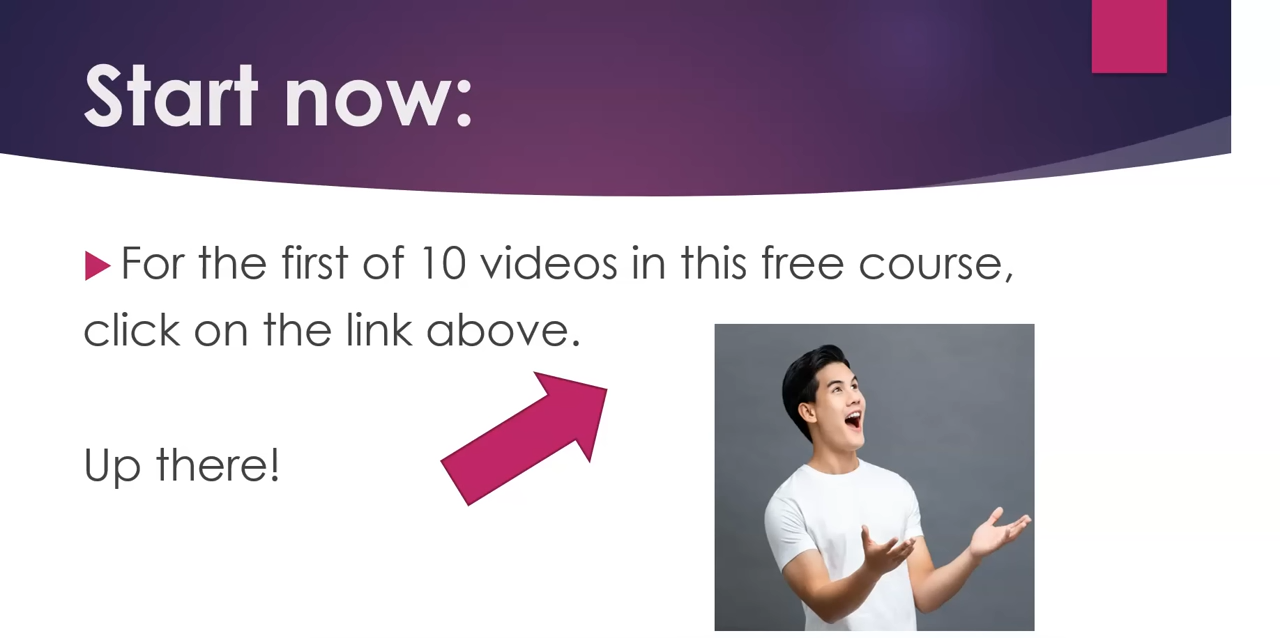 Start now:
For the first of 10 videos in this free course,
click on the link above.
Up there!